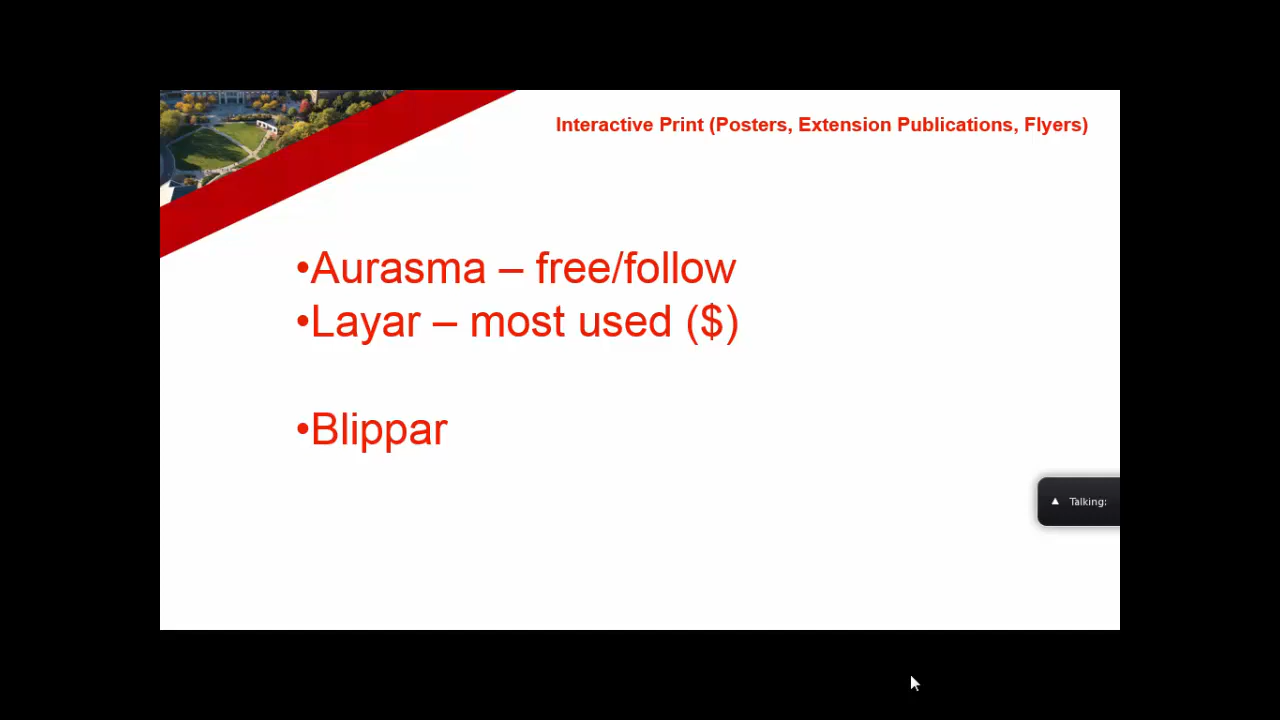 Interactive Print (Posters, Extension Publications, Flyers)
•Aurasma – free/follow
•Layar – most used ($)
•Blippar
Talking: